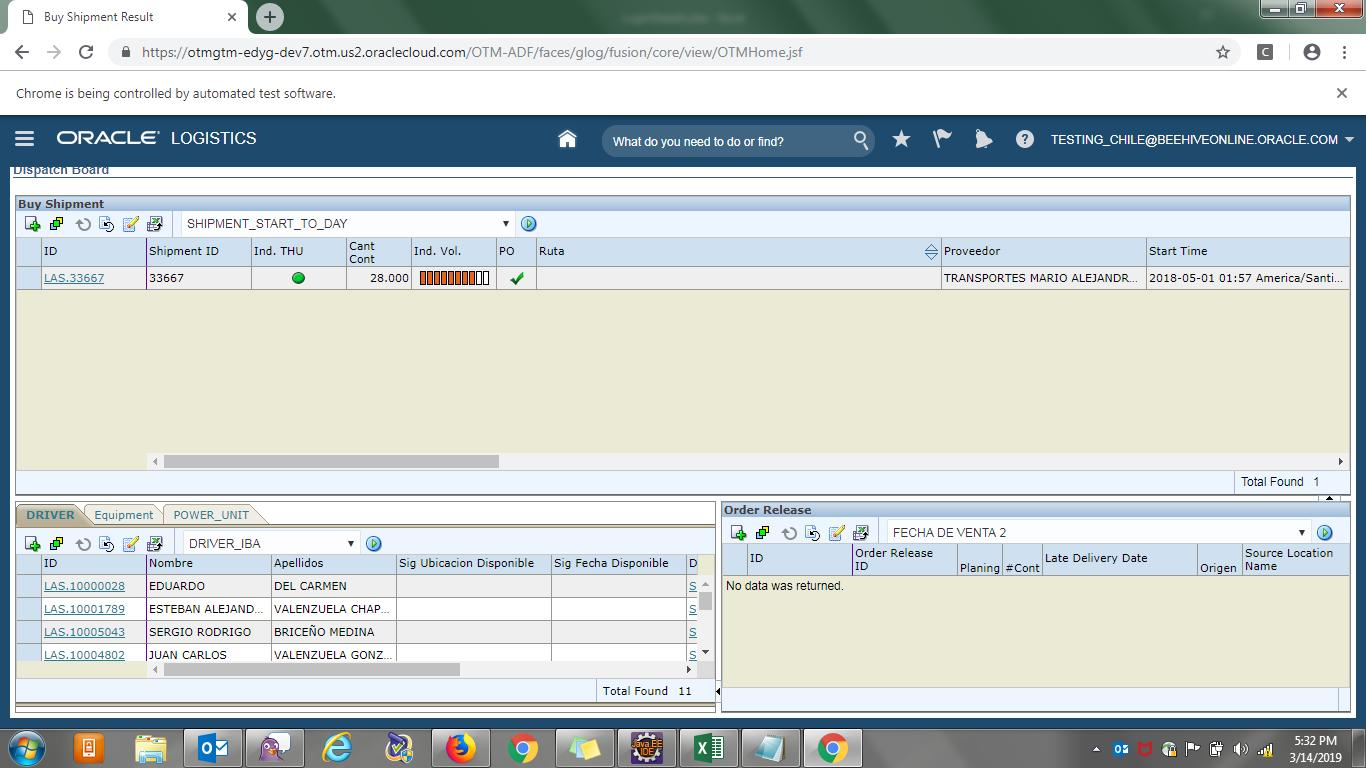 Buy Shipment Result
https://otmgtm-edyg-dev7.otm.us2.oraclecloud.com/OTM-ADF/faces/glog/fusion/core/view/OTMHome.jsf
C
Chrome is being controlled by automated test software.
ORACLE LOGISTICS
What do you need to do or find?
TESTING_CHILE@BEEHIVEONLINE.ORACLE.COM
Dispatch Board
Buy Shipment
SHIPMENT_START_TO_DAY
ID Shipment ID Ind. THU Cant Cont Ind. Vol. PO Ruta Proveedor Start Time
LAS.33667 33667 28.000 TRANSPORTES MARIO ALEJANDR... 2018-05-01 01:57 America/Santi...
Total Found 1
DRIVER Equipment POWER_UNIT
DRIVER_IBA
ID Nombre Apellidos Sig Ubicacion Disponible Sig Fecha Disponible D
LAS.10000028 EDUARDO DEL CARMEN S
LAS.10001789 ESTEBAN ALEJAND... VALENZUELA CHAP... S
LAS.10005043 SERGIO RODRIGO BRICEÑO MEDINA S
LAS.10004802 JUAN CARLOS VALENZUELA GONZ... S
Total Found 11
Order Release
FECHA DE VENTA 2
ID Order Release ID Planing #Cont Late Delivery Date Origen Source Location Name
No data was returned.
Java EE
IDE
5:32 PM
3/14/2019